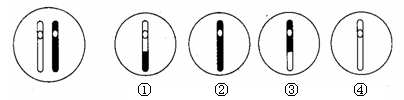 ① ② ③ ④